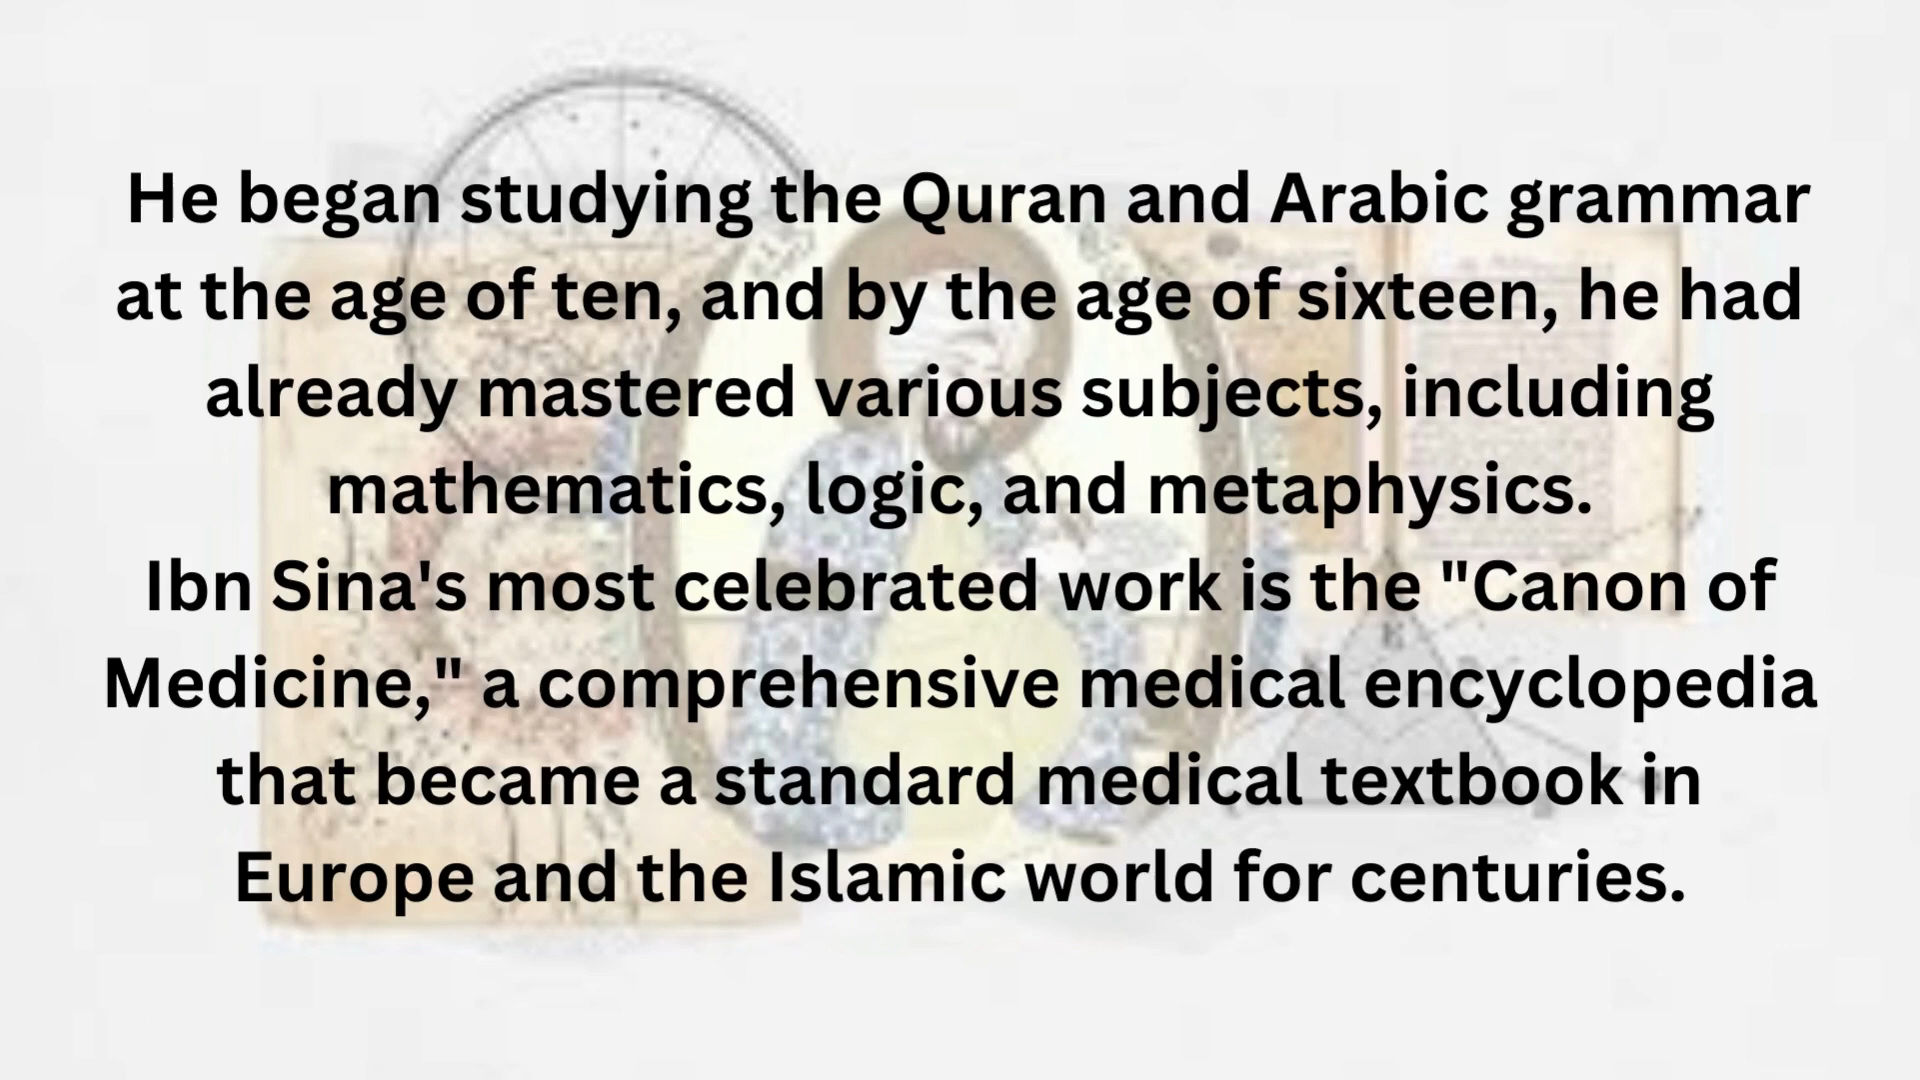 He began studying the Quran and Arabic grammar
at the age of ten, and by the age of sixteen, he had
already mastered various subjects, including
mathematics, logic, and metaphysics.
Ibn Sina's most celebrated work is the "Canon of
Medicine," a comprehensive medical encyclopedia
that became a standard medical textbook in
Europe and the Islamic world for centuries.
E